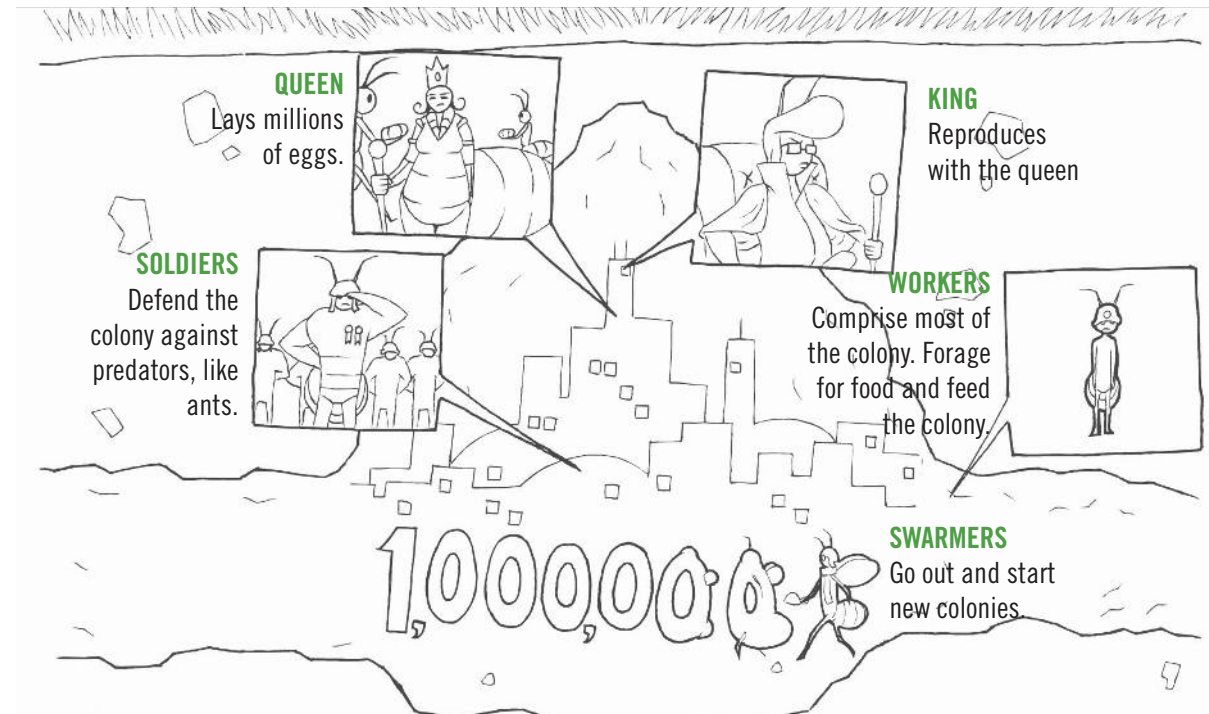 QUEEN
Lays millions
of eggs.
KING
Reproduces
with the queen
SOLDIERS
Defend the
colony against
predators, like
ants.
WORKERS
Comprise most of
the colony. Forage
for food and feed
the colony.
1,000,000
SWARMERS
Go out and start
new colonies.